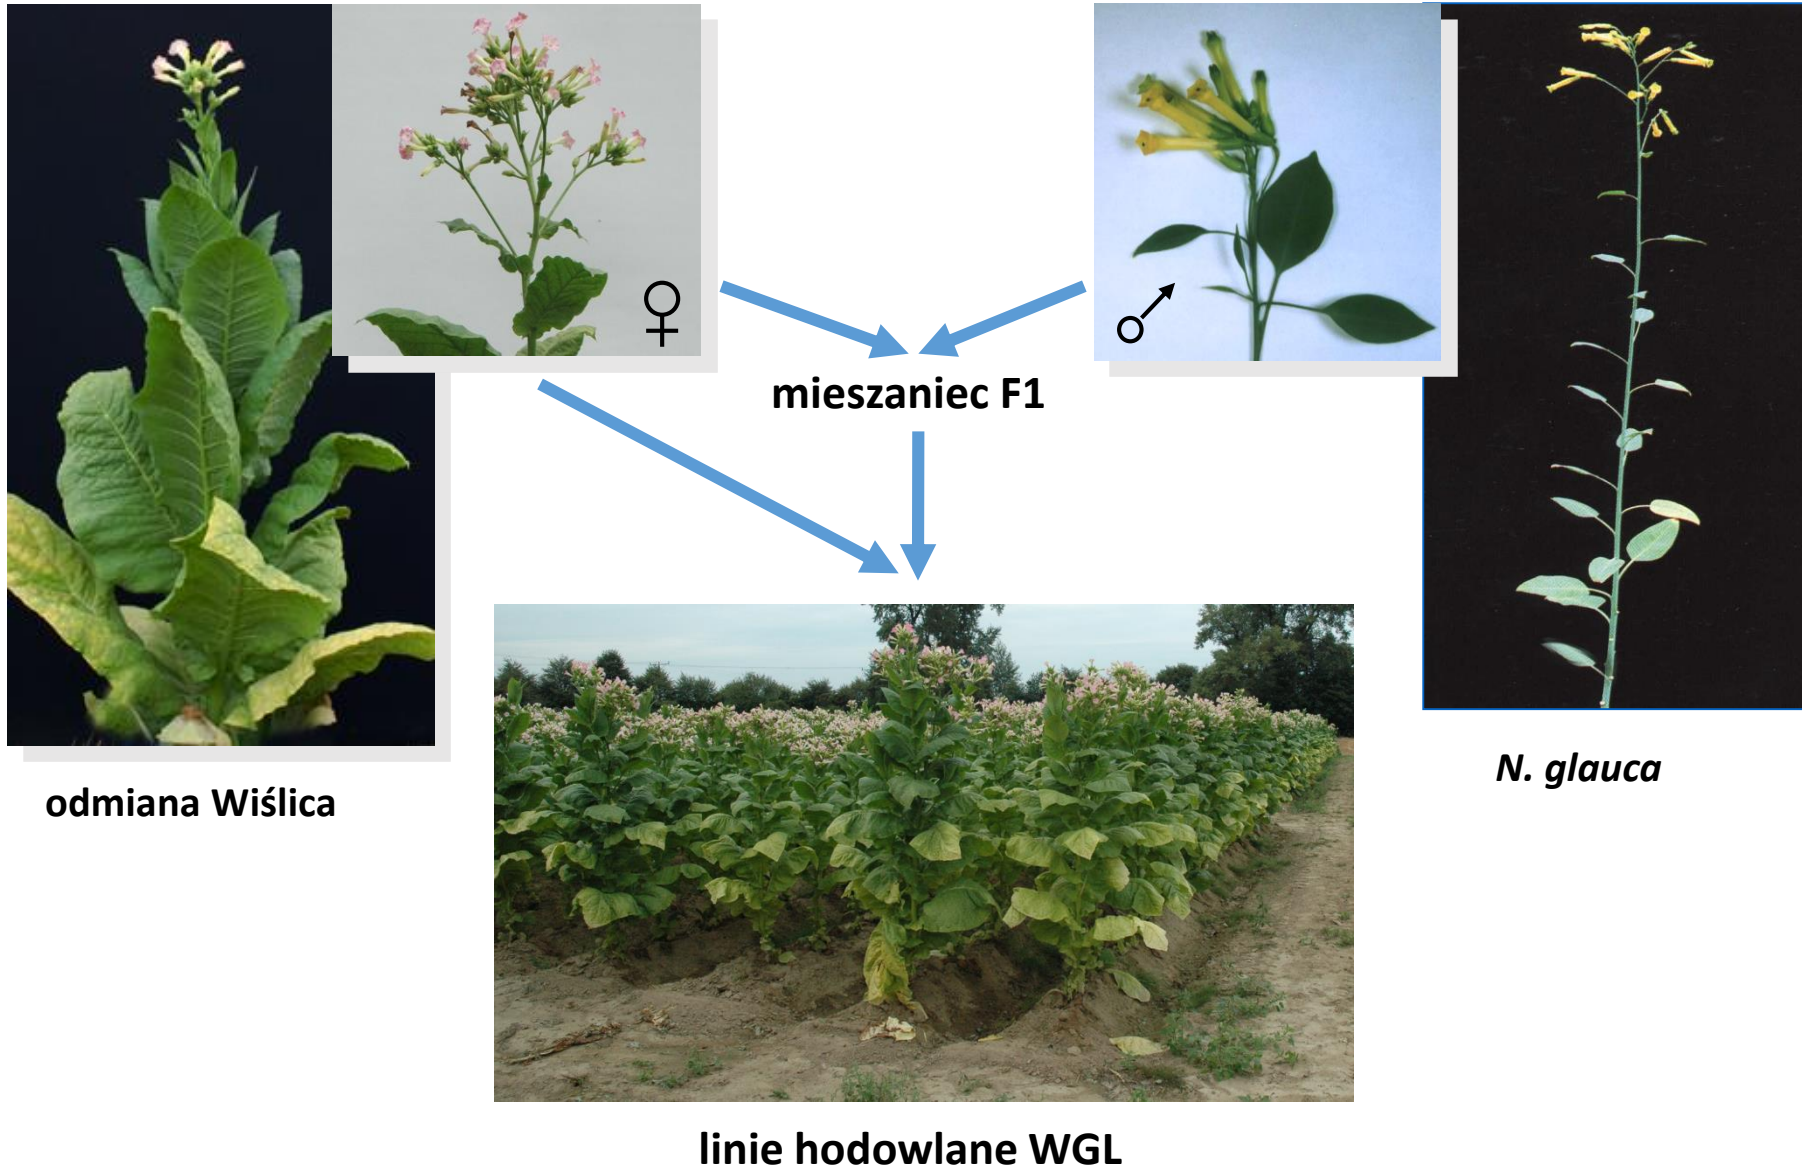 ♀
♂
mieszaniec F1
odmiana Wiślica
N. glauca
linie hodowlane WGL